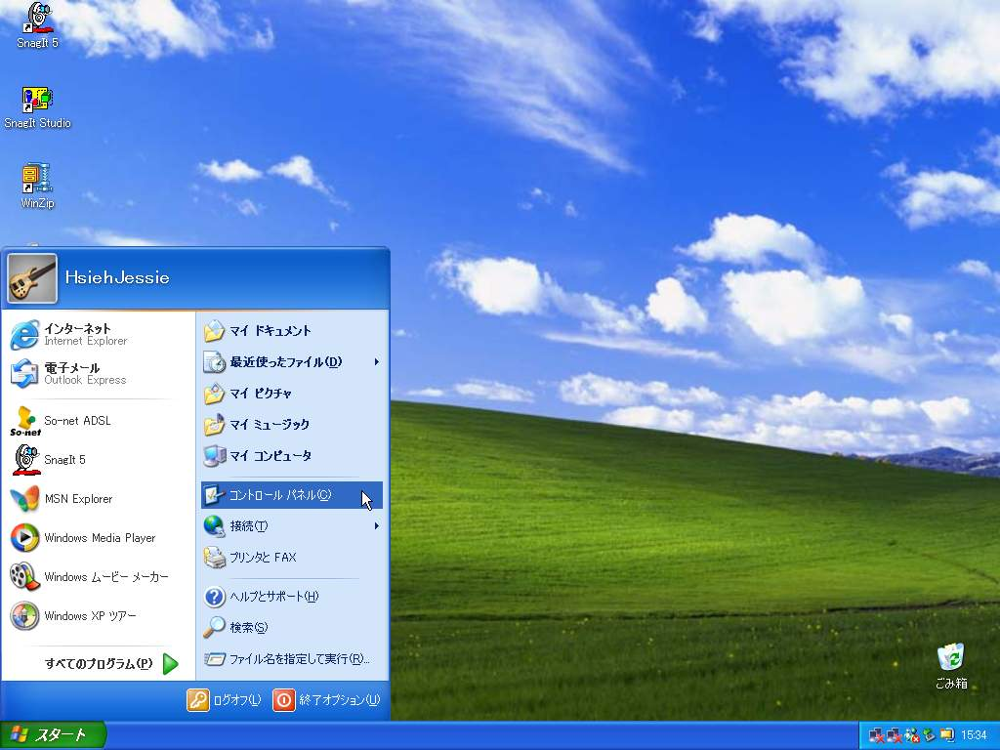 SnagIt 5
SnagIt Studio
WinZip
HsiehJessie
インターネット
Internet Explorer
電子メール
Outlook Express
So-net
So-net ADSL
SnagIt 5
MSN Explorer
Windows Media Player
Windows ムービー メーカー
Windows XP ツアー
すべてのプログラム(P)
マイ ドキュメント
最近使ったファイル(D)
マイ ピクチャ
マイ ミュージック
マイ コンピュータ
コントロール パネル(C)
接続(T)
プリンタと FAX
ヘルプとサポート(H)
検索(S)
ファイル名を指定して実行(R)...
ログオフ(L)
終了オプション(U)
ごみ箱
スタート
15:34